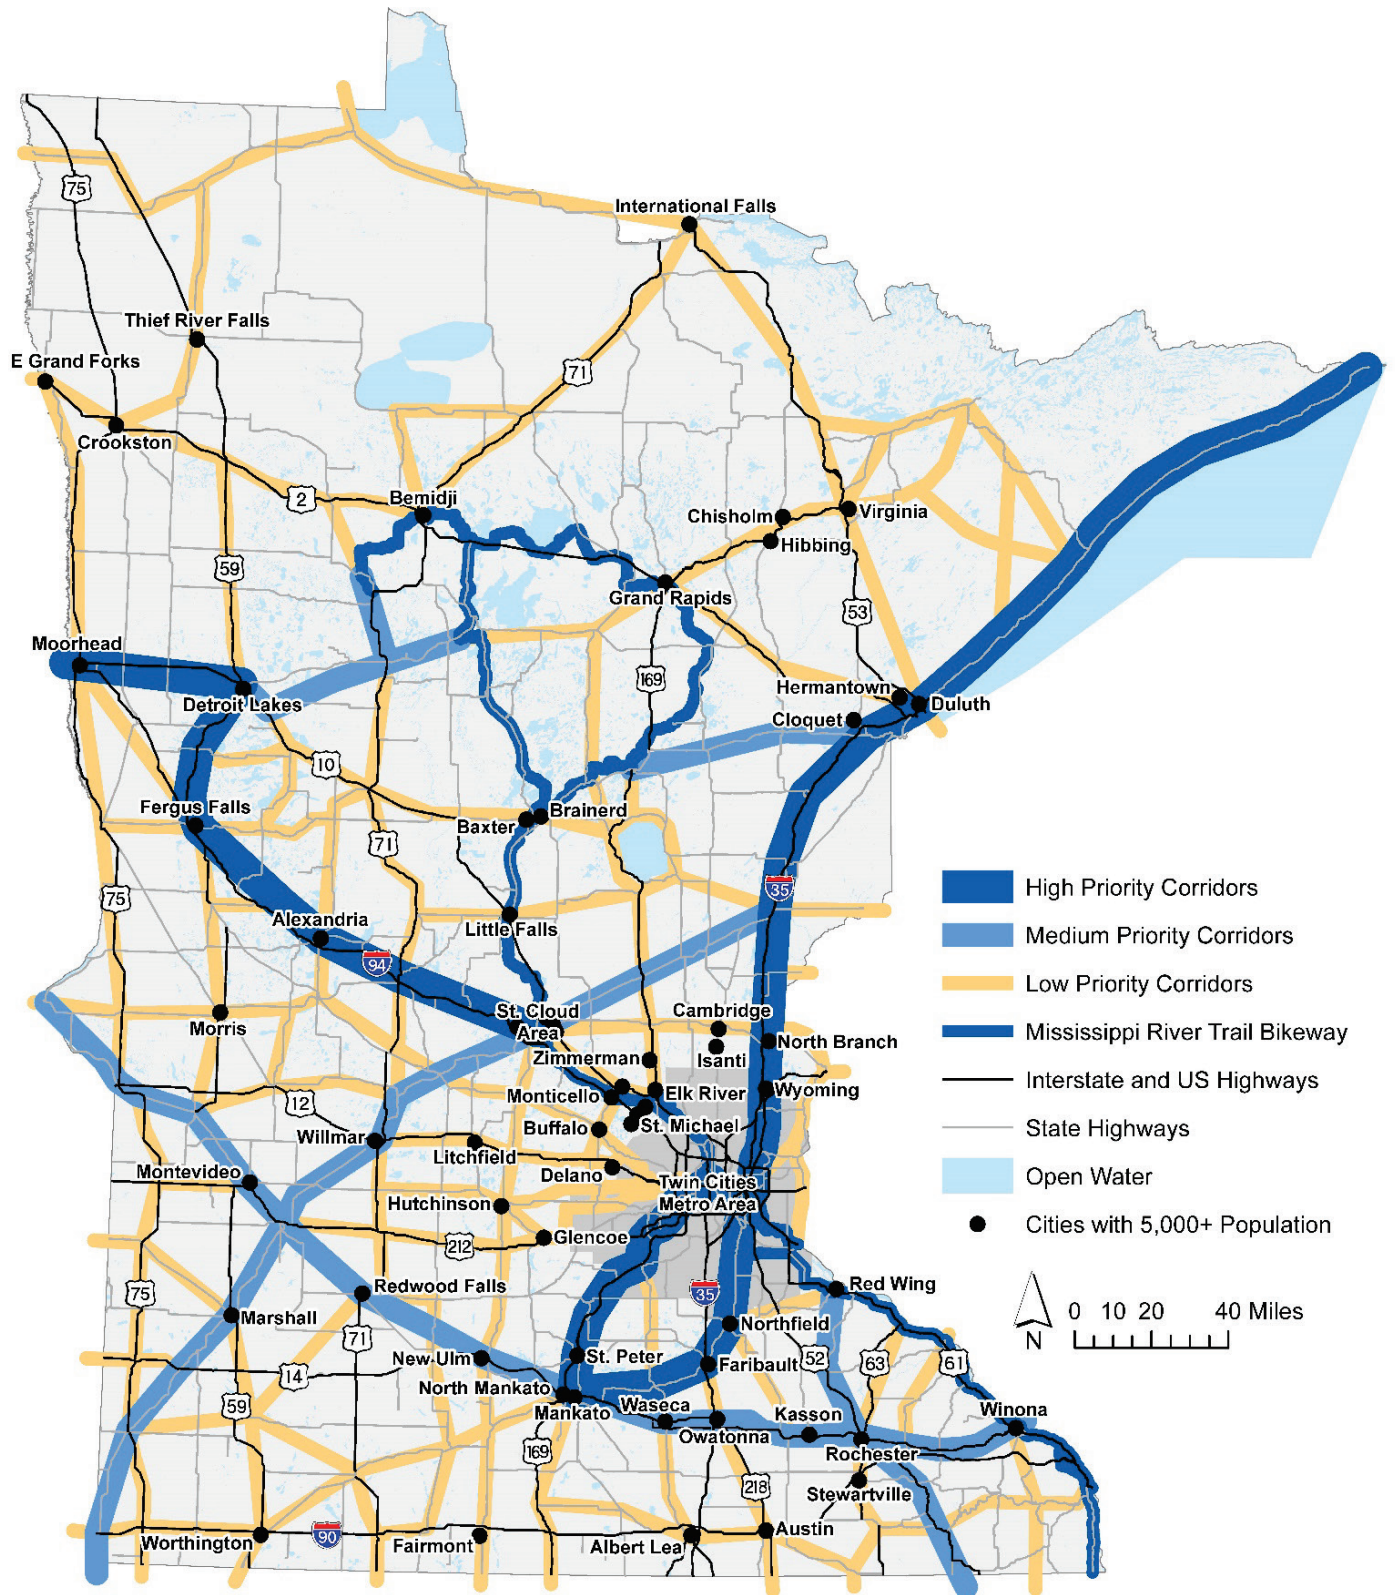 International Falls
75
Thief River Falls
E Grand Forks
71
Crookston
2
Bemidji
Chisholm
Virginia
Hibbing
59
Grand Rapids
53
Moorhead
169
Detroit Lakes
Hermantown
Duluth
Cloquet
10
Fergus Falls
Brainerd
Baxter
71
75
35
Alexandria
Little Falls
94
St. Cloud
Area
Cambridge
Morris
North Branch
Isanti
Zimmerman
Elk River
Wyoming
Monticello
12
Buffalo
St. Michael
Willmar
Litchfield
Montevideo
Delano
Twin Cities
Metro Area
Hutchinson
Glencoe
212
Red Wing
Redwood Falls
75
35
Marshall
Northfield
71
New Ulm
St. Peter
Faribault
52
63
61
14
North Mankato
59
Mankato
Waseca
Kasson
Winona
Owatonna
169
Rochester
218
Stewartville
Worthington
90
Fairmont
Albert Lea
Austin
High Priority Corridors
Medium Priority Corridors
Low Priority Corridors
Mississippi River Trail Bikeway
Interstate and US Highways
State Highways
Open Water
Cities with 5,000+ Population
N
0 10 20 40 Miles